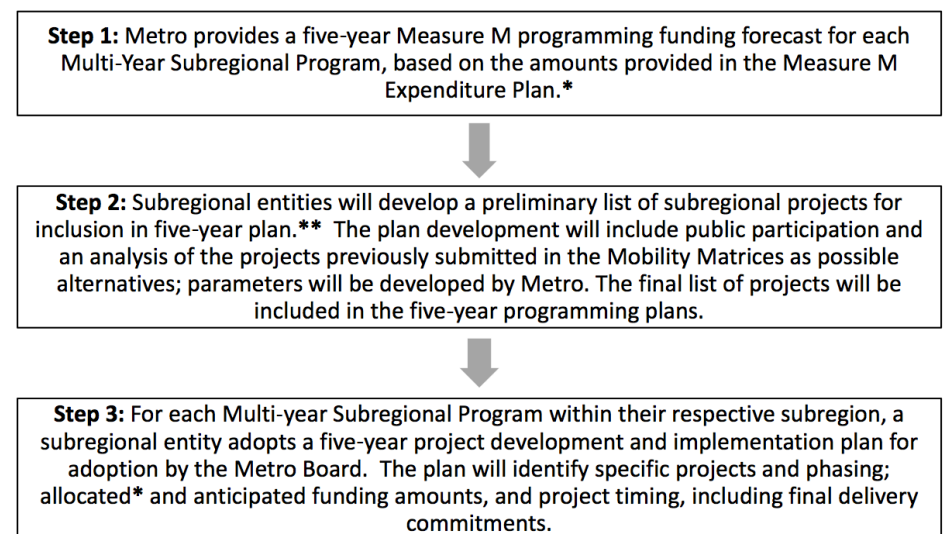 Step 1: Metro provides a five-year Measure M programming funding forecast for each
Multi-Year Subregional Program, based on the amounts provided in the Measure M
Expenditure Plan.*
Step 2: Subregional entities will develop a preliminary list of subregional projects for
inclusion in five-year plan.** The plan development will include public participation and
an analysis of the projects previously submitted in the Mobility Matrices as possible
alternatives; parameters will be developed by Metro. The final list of projects will be
included in the five-year programming plans.
Step 3: For each Multi-year Subregional Program within their respective subregion, a
subregional entity adopts a five-year project development and implementation plan for
adoption by the Metro Board. The plan will identify specific projects and phasing;
allocated* and anticipated funding amounts, and project timing, including final delivery
commitments.